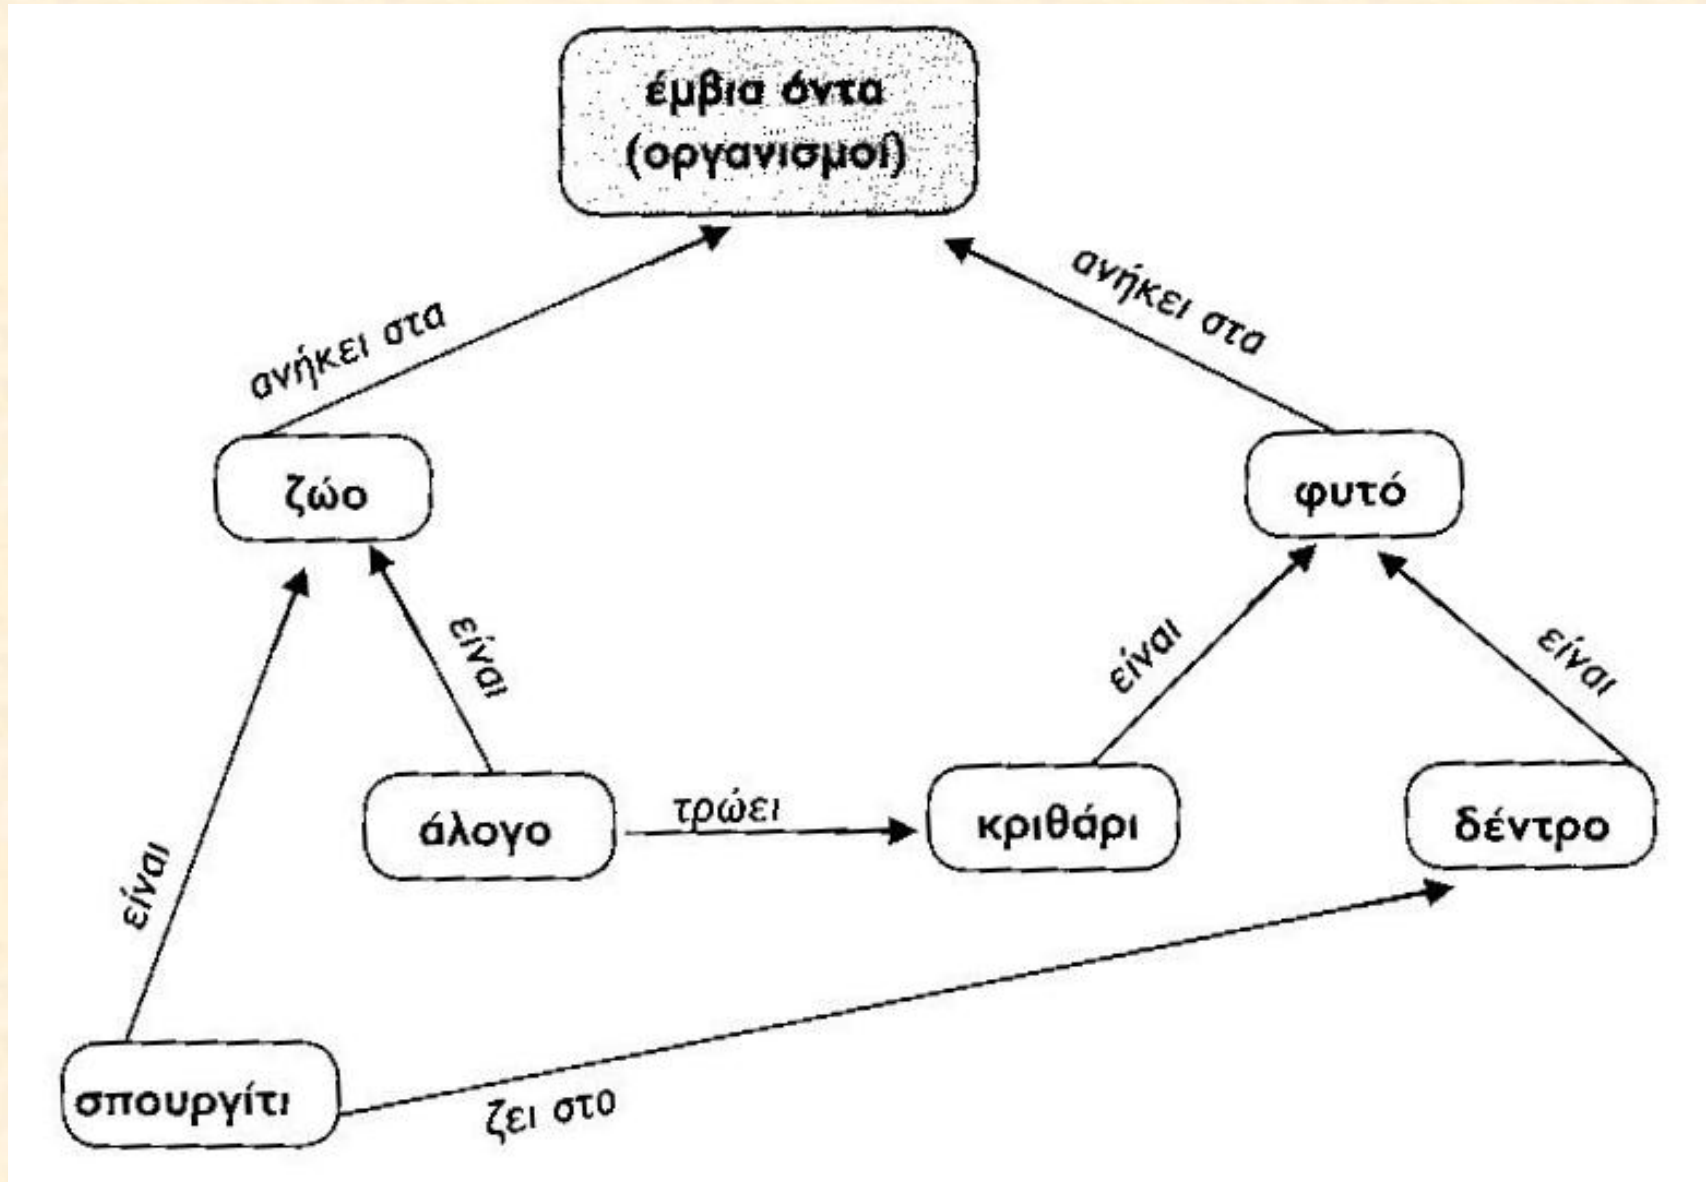 έμβια όντα
(οργανισμοί)
ανήκει στα
ανήκει στα
ζώο
φυτό
είναι
είναι
είναι
είναι
άλογο
τρώει
κριθάρι
δέντρο
σπουργίτι
ζει στο